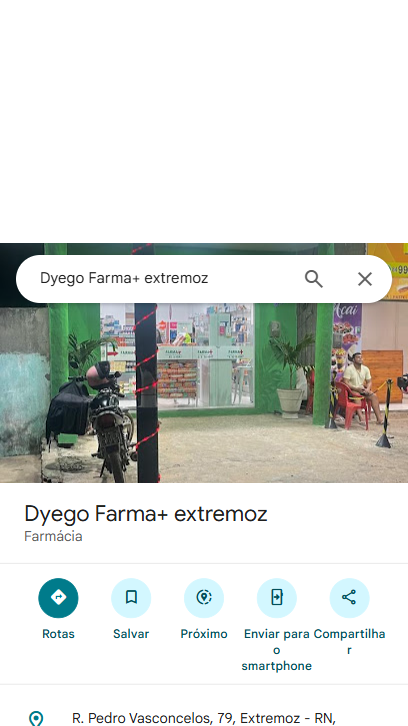 Dyego Farma+ extremoz
99
Açaí
Dyego Farma+ extremoz
Farmácia
Rotas
Salvar
Próximo
Enviar para o smartphone
Compartilhar
R. Pedro Vasconcelos, 79, Extremoz - RN,